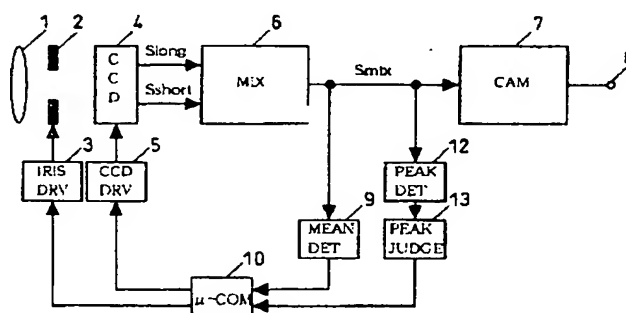 1 2 4 6 7
CCD
Slong
Sshort
MIX
Smix
CAM
3 5
IRIS DRV
CCD DRV
12
PEAK DET
9
13
MEAN DET
PEAK JUDGE
10
μ-COM